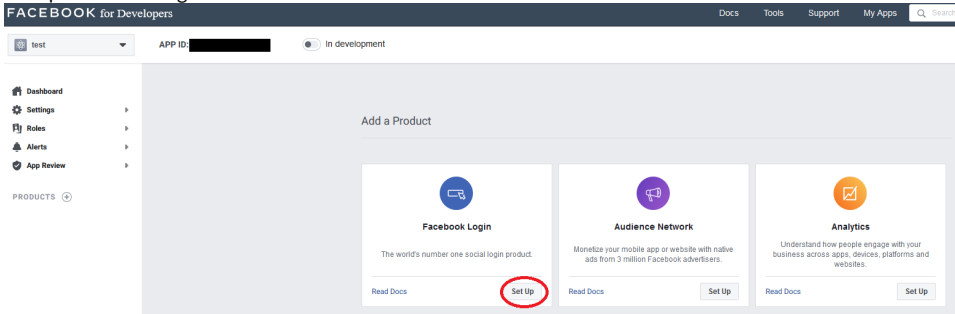 FACEBOOK for Developers
Docs Tools Support My Apps Search
test
APP ID:
In development
Dashboard
Settings
Roles
Alerts
App Review
PRODUCTS
Add a Product
Facebook Login
The world's number one social login product.
Read Docs
Set Up
Audience Network
Monetize your mobile app or website with native
ads from 3 million Facebook advertisers.
Read Docs
Set Up
Analytics
Understand how people engage with your
business across apps, devices, platforms and
websites.
Read Docs
Set Up